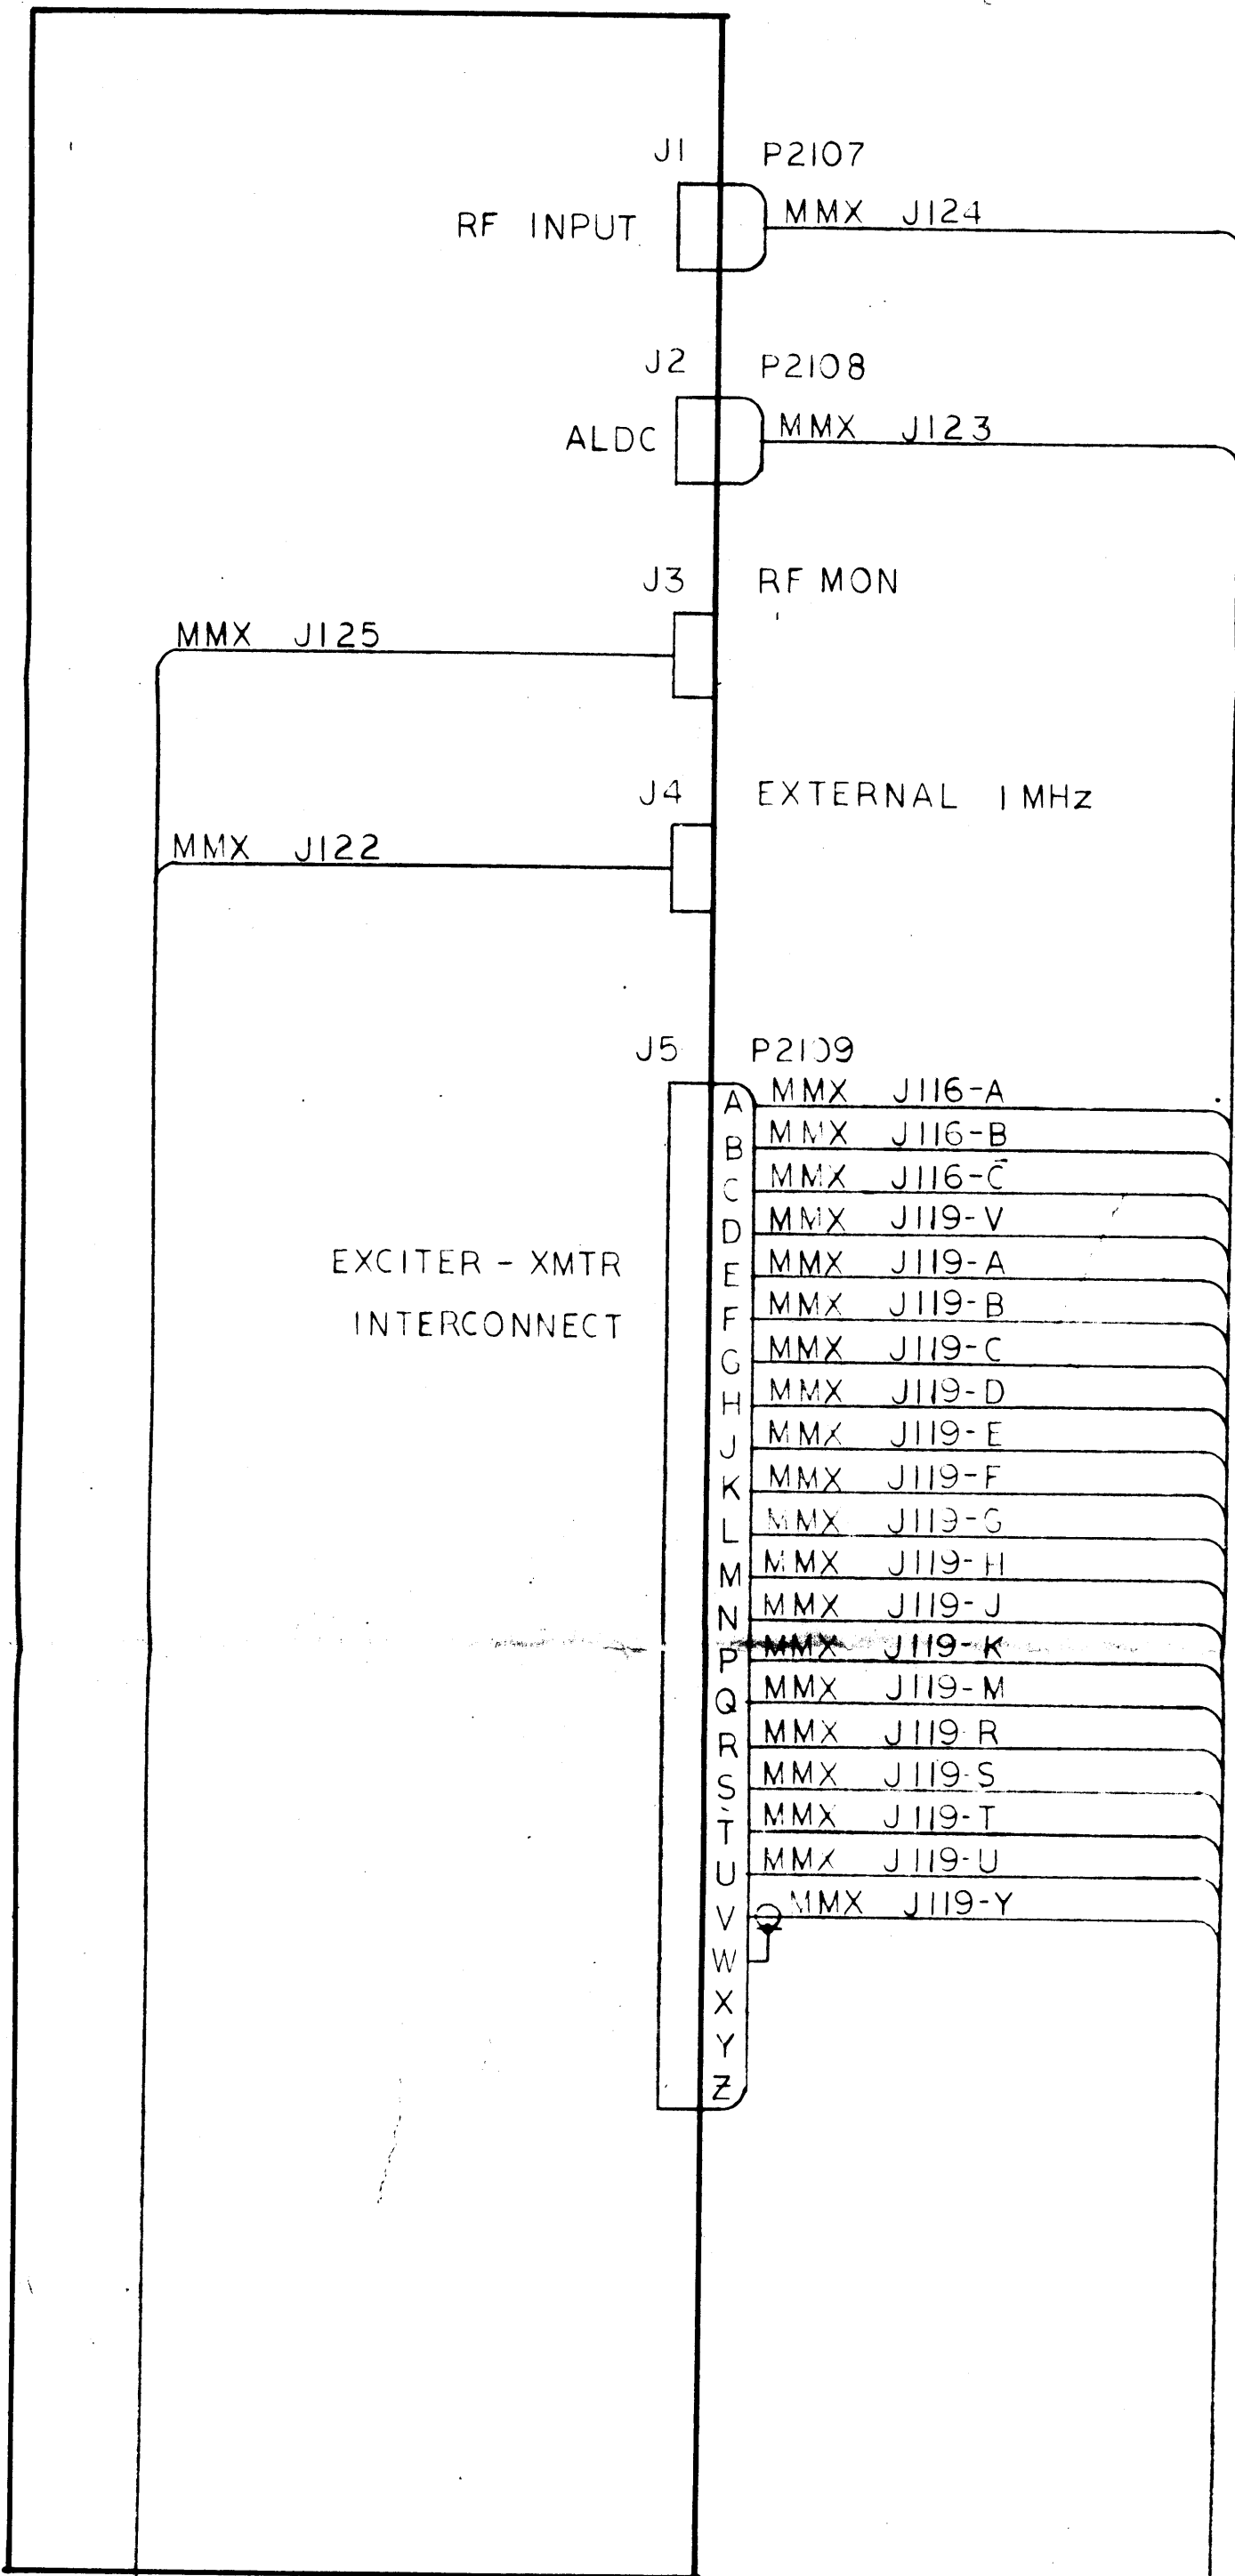 J1 P2107
RF INPUT MMX J124
J2 P2108
ALDC MMX J123
J3 RF MON
MMX J125
J4 EXTERNAL 1 MHz
MMX J122
J5 P2109
A MMX J116-A
B MMX J116-B
C MMX J116-C
D MMX J119-V
EXCITER - XMTR
INTERCONNECT
E MMX J119-A
F MMX J119-B
G MMX J119-C
H MMX J119-D
J MMX J119-E
K MMX J119-F
L MMX J119-G
M MMX J119-H
N MMX J119-J
P MMX J119-K
Q MMX J119-M
R MMX J119-R
S MMX J119-S
T MMX J119-T
U MMX J119-U
V MMX J119-Y
W
X
Y
Z